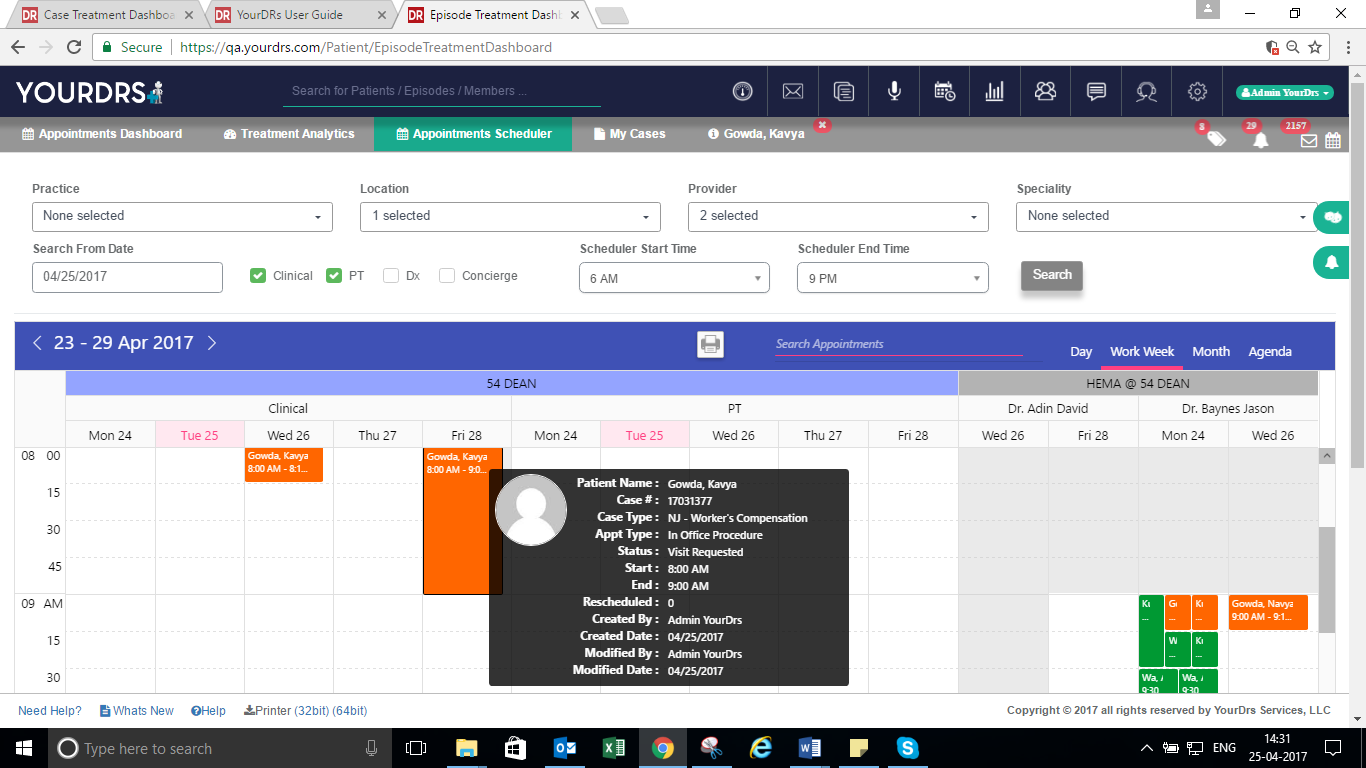 Case Treatment Dashboa
YourDRs User Guide
Episode Treatment Dashb
Secure
https://qa.yourdrs.com/Patient/EpisodeTreatmentDashboard
YOURDRS
Search for Patients / Episodes / Members ...
Admin YourDrs
Appointments Dashboard
Treatment Analytics
Appointments Scheduler
My Cases
Gowda, Kavya
8
29
2157
Practice
Location
Provider
Speciality
None selected
1 selected
2 selected
None selected
Search From Date
Scheduler Start Time
Scheduler End Time
04/25/2017
Clinical
PT
Dx
Concierge
6 AM
9 PM
Search
23 - 29 Apr 2017
Search Appointments
Day
Work Week
Month
Agenda
54 DEAN
HEMA @ 54 DEAN
Clinical
PT
Dr. Adin David
Dr. Baynes Jason
Mon 24
Tue 25
Wed 26
Thu 27
Fri 28
Mon 24
Tue 25
Wed 26
Thu 27
Fri 28
Wed 26
Fri 28
Mon 24
Wed 26
08 00
15
30
45
09 AM
15
30
Gowda, Kavya
8:00 AM - 8:1...
Gowda, Kavya
8:00 AM - 9:0...
Patient Name : Gowda, Kavya
Case # : 17031377
Case Type : NJ - Worker's Compensation
Appt Type : In Office Procedure
Status : Visit Requested
Start : 8:00 AM
End : 9:00 AM
Rescheduled : 0
Created By : Admin YourDrs
Created Date : 04/25/2017
Modified By : Admin YourDrs
Modified Date : 04/25/2017
Gowda, Navya
9:00 AM - 9:1...
Wa,
9:30
Wa,
9:30
Need Help?
Whats New
Help
Printer (32bit) (64bit)
Copyright © 2017 all rights reserved by YourDrs Services, LLC
Type here to search
ENG
14:31
25-04-2017